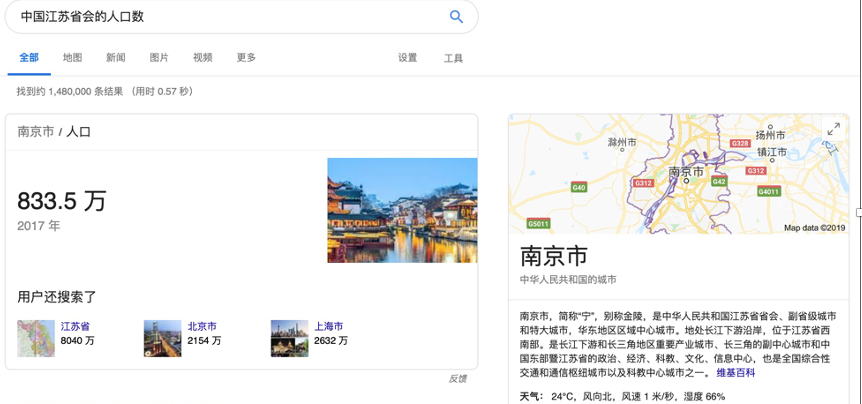 中国江苏省会的人口数
全部 地图 新闻 图片 视频 更多 设置 工具
找到约 1,480,000 条结果 （用时 0.57 秒）
南京市 / 人口
833.5 万
2017 年
用户还搜索了
江苏省
8040 万
北京市
2154 万
上海市
2632 万
反馈
滁州市
扬州市
镇江市
南京市
G328
G312
G40
G312
G42
G4011
G5011
Map data ©2019
南京市
中华人民共和国的城市
南京市，简称“宁”，别称金陵，是中华人民共和国江苏省省会、副省级城市
和特大城市，华东地区区域中心城市。地处长江下游沿岸，位于江苏省西
南部。是长江下游和长三角地区重要产业城市、长三角的副中心城市和中
国东部暨江苏省的政治、经济、科教、文化、信息中心，也是全国综合性
交通和通信枢纽城市以及科教中心城市之一。 维基百科
天气： 24°C，风向北，风速 1 米/秒，湿度 66%